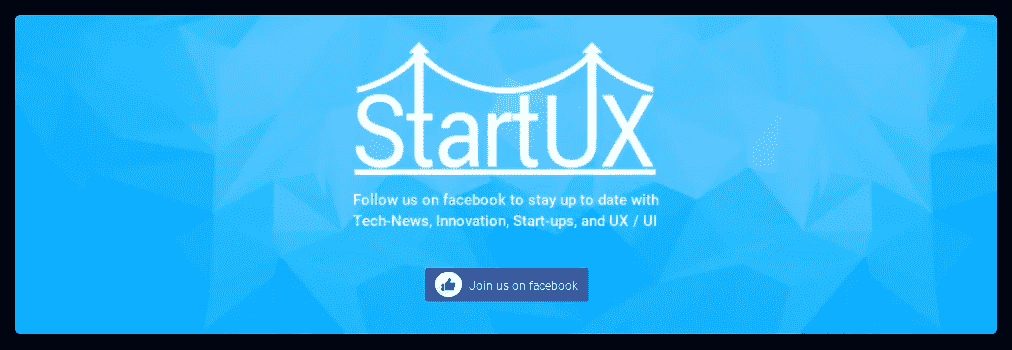 StartUX
Follow us on facebook to stay up to date with
Tech-News, Innovation, Start-ups, and UX / UI
Join us on facebook